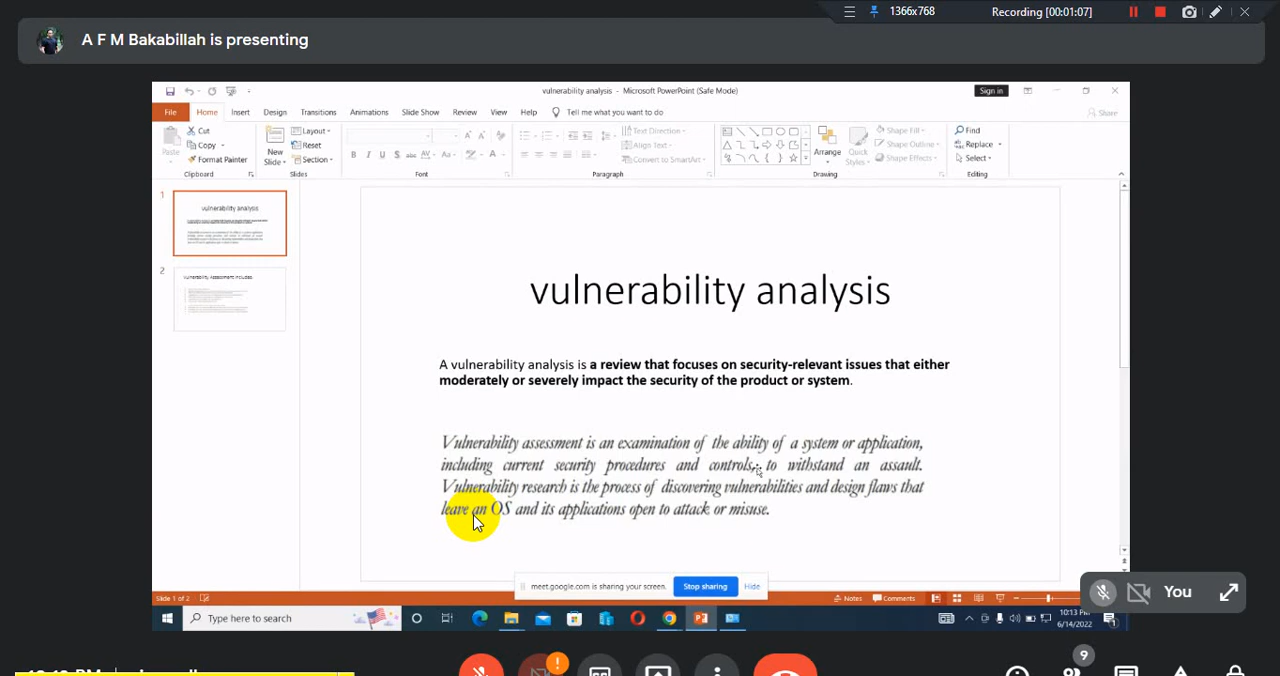 1366x768
Recording [00:01:07]
A F M Bakabillah is presenting
vulnerability analysis - Microsoft PowerPoint (Safe Mode)
Sign in
File Home Insert Design Transitions Animations Slide Show Review View Help Tell me what you want to do
Share
Paste
Cut
Copy
Format Painter
Clipboard
New
Slide
Layout
Reset
Section
Slides
Font
Text Direction
Align Text
Convert to SmartArt
Paragraph
Arrange
Quick
Styles
Shape Fill
Shape Outline
Shape Effects
Drawing
Find
Replace
Select
Editing
1
vulnerability analysis
2
Vulnerability Assessment includes
vulnerability analysis
A vulnerability analysis is a review that focuses on security-relevant issues that either
moderately or severely impact the security of the product or system.
Vulnerability assessment is an examination of the ability of a system or application,
including current security procedures and controls, to withstand an assault.
Vulnerability research is the process of discovering vulnerabilities and design flaws that
leave an OS and its applications open to attack or misuse.
meet.google.com is sharing your screen.
Stop sharing
Hide
Slide 1 of 2
Notes
Comments
You
Type here to search
10:13 PM
6/14/2022
9